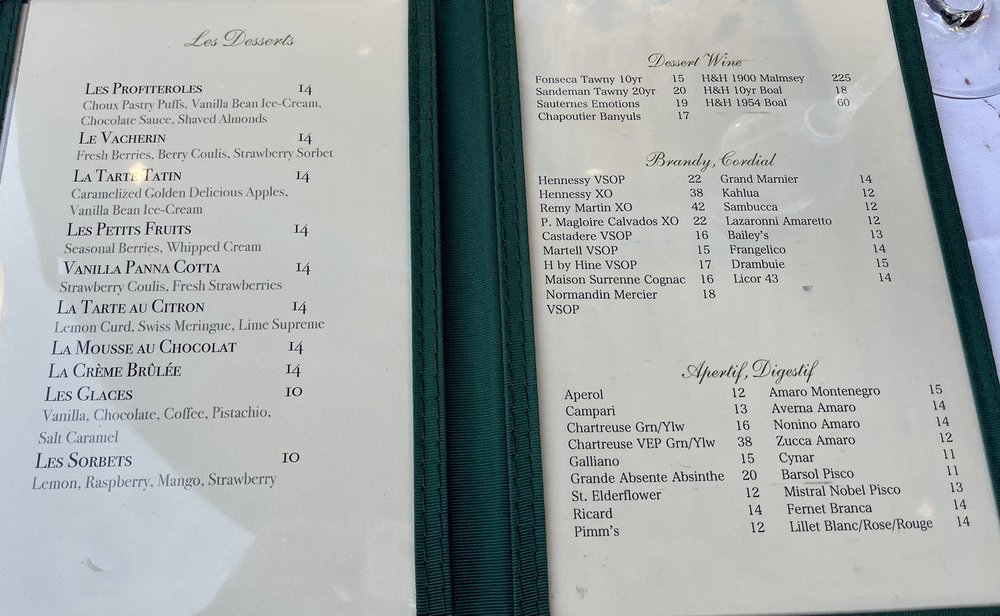 Les Desserts
Les Profiteroles 14
Choux Pastry Puffs, Vanilla Bean Ice-Cream,
Chocolate Sauce, Shaved Almonds
Le Vacherin 14
Fresh Berries, Berry Coulis, Strawberry Sorbet
La Tarte Tatin 14
Caramelized Golden Delicious Apples,
Vanilla Bean Ice-Cream
Les Petits Fruits 14
Seasonal Berries, Whipped Cream
Vanilla Panna Cotta 14
Strawberry Coulis, Fresh Strawberries
La Tarte au Citron 14
Lemon Curd, Swiss Meringue, Lime Supreme
La Mousse au Chocolat 14
La Crème Brûlée 14
Les Glaces 10
Vanilla, Chocolate, Coffee, Pistachio,
Salt Caramel
Les Sorbets 10
Lemon, Raspberry, Mango, Strawberry
Dessert Wine
Fonseca Tawny 10yr 15 H&H 1900 Malmsey 225
Sandeman Tawny 20yr 20 H&H 10yr Boal 18
Sauternes Emotions 19 H&H 1954 Boal 60
Chapoutier Banyuls 17
Brandy, Cordial
Hennessy VSOP 22 Grand Marnier 14
Hennessy XO 38 Kahlua 12
Remy Martin XO 42 Sambucca 12
P. Magloire Calvados XO 22 Lazaronni Amaretto 12
Castadere VSOP 16 Bailey's 13
Martell VSOP 15 Frangelico 14
H by Hine VSOP 17 Drambuie 15
Maison Surrenne Cognac 16 Licor 43 14
Normandin Mercier 18
VSOP
Apertif, Digestif
Aperol 12 Amaro Montenegro 15
Campari 13 Averna Amaro 14
Chartreuse Grn/Ylw 16 Nonino Amaro 14
Chartreuse VEP Grn/Ylw 38 Zucca Amaro 12
Galliano 15 Cynar 11
Grande Absente Absinthe 20 Barsol Pisco 11
St. Elderflower 12 Mistral Nobel Pisco 13
Ricard 14 Fernet Branca 14
Pimm's 12 Lillet Blanc/Rose/Rouge 14